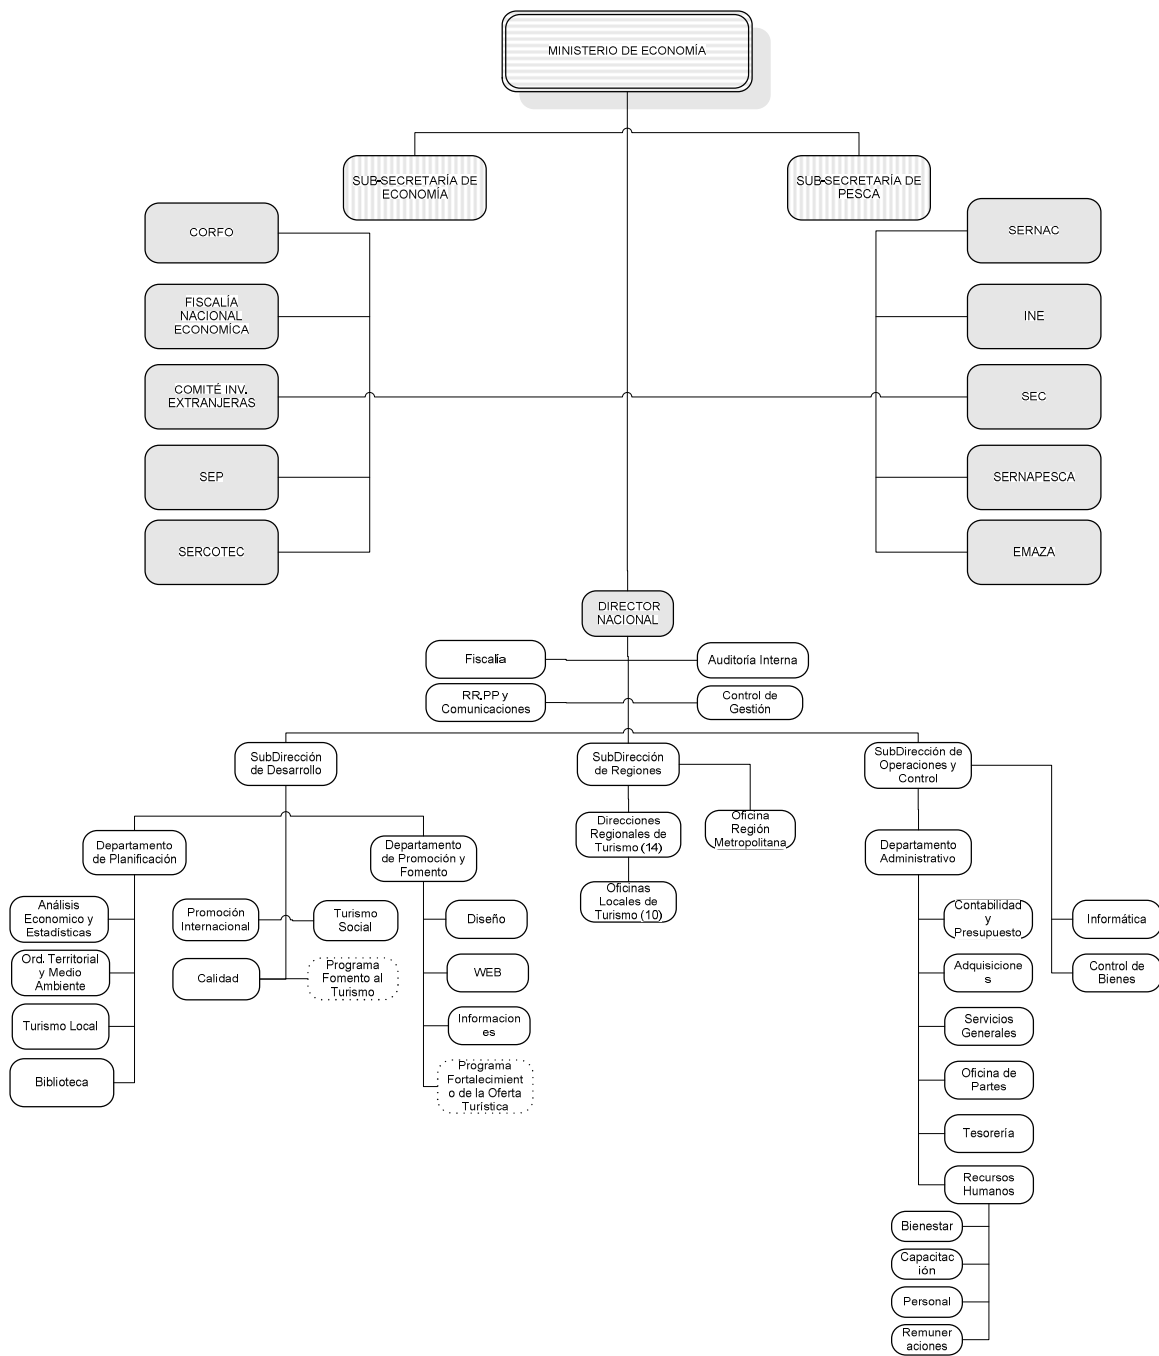 MINISTERIO DE ECONOMÍA
SUB-SECRETARÍA DE
ECONOMÍA
SUB-SECRETARÍA DE
PESCA
CORFO
SERNAC
FISCALÍA
NACIONAL
ECONOMÍCA
INE
COMITÉ INV.
EXTRANJERAS
SEC
SEP
SERNAPESCA
SERCOTEC
EMAZA
DIRECTOR
NACIONAL
Fiscalía
Auditoría Interna
RR.PP y
Comunicaciones
Control de
Gestión
SubDirección
de Desarrollo
SubDirección
de Regiones
SubDirección de
Operaciones y
Control
Departamento
de Planificación
Departamento
de Promoción y
Fomento
Direcciones
Regionales de
Turismo (14)
Oficina
Región
Metropolitana
Departamento
Administrativo
Oficinas
Locales de
Turismo (10)
Análisis
Economico y
Estadísticas
Ord. Territorial
y Medio
Ambiente
Turismo Local
Biblioteca
Promoción
Internacional
Turismo
Social
Calidad
Programa
Fomento al
Turismo
Diseño
WEB
Informacion
es
Programa
Fortalecimient
o de la Oferta
Turística
Contabilidad
y
Presupuesto
Adquisicione
s
Servicios
Generales
Oficina de
Partes
Tesorería
Recursos
Humanos
Bienestar
Capacitac
ión
Personal
Remuner
aciones
Informática
Control de
Bienes